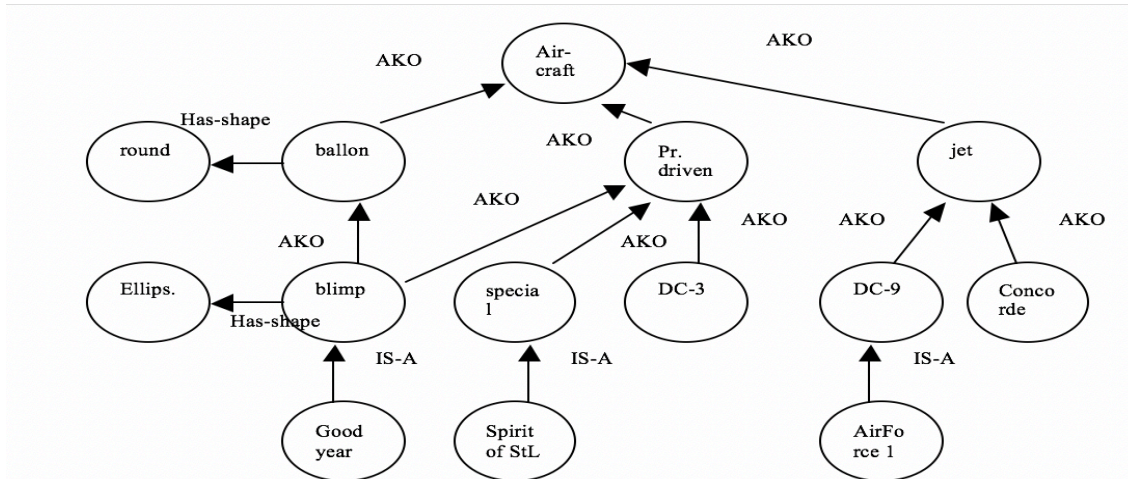 AKO
Air-
craft
AKO
Has-shape
round
ballon
AKO
Pr.
driven
jet
AKO
AKO
AKO
AKO
AKO
AKO
Ellips.
Has-shape
blimp
specia
l
DC-3
DC-9
Conco
rde
IS-A
IS-A
IS-A
Good
year
Spirit
of StL
AirFo
rce 1